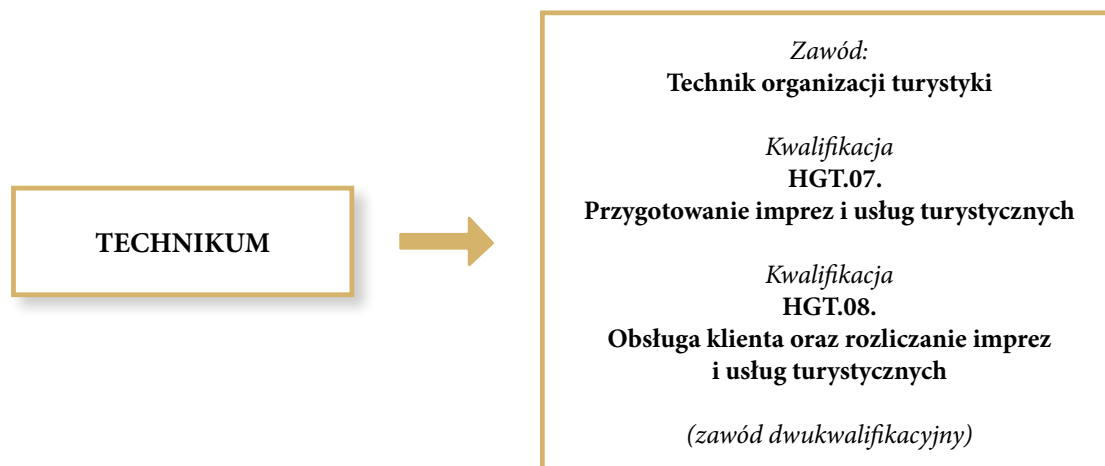 TECHNIKUM
Zawód:
Technik organizacji turystyki
Kwalifikacja
HGT.07.
Przygotowanie imprez i usług turystycznych
Kwalifikacja
HGT.08.
Obsługa klienta oraz rozliczanie imprez
i usług turystycznych
(zawód dwukwalifikacyjny)